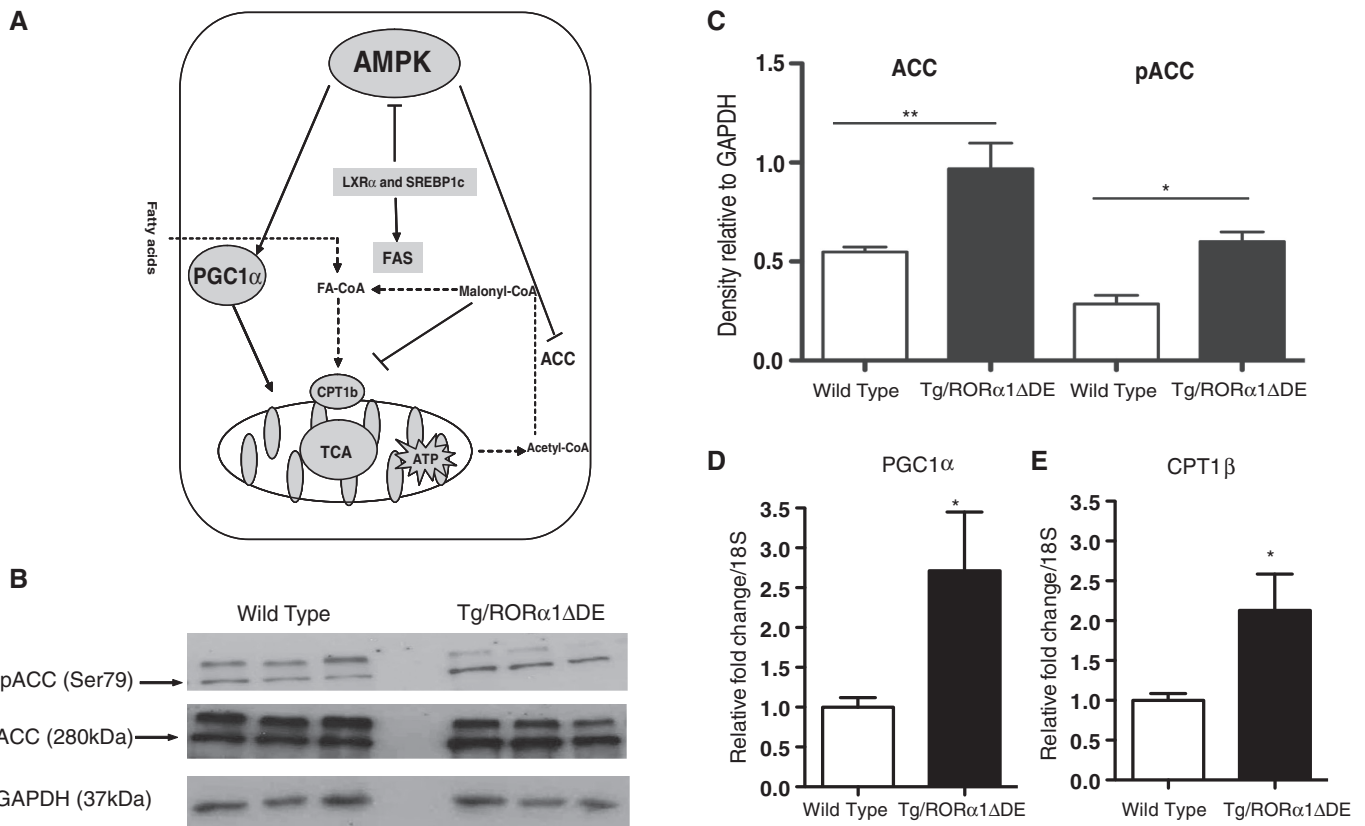 A
AMPK
LXRα and SREBP1c
FAS
Fatty acids
PGC1α
FA-CoA
Malonyl-CoA
ACC
CPT1b
TCA
ATP
Acetyl-CoA
B
Wild Type
Tg/RORα1ΔDE
pACC (Ser79)
ACC (280kDa)
GAPDH (37kDa)
C
ACC
pACC
Density relative to GAPDH
1.5
1.0
0.5
0.0
**
*
Wild Type
Tg/RORα1ΔDE
Wild Type
Tg/RORα1ΔDE
D
PGC1α
Relative fold change/18S
3.5
3.0
2.5
2.0
1.5
1.0
0.5
0.0
*
Wild Type
Tg/RORα1ΔDE
E
CPT1β
Relative fold change/18S
3.5
3.0
2.5
2.0
1.5
1.0
0.5
0.0
*
Wild Type
Tg/RORα1ΔDE